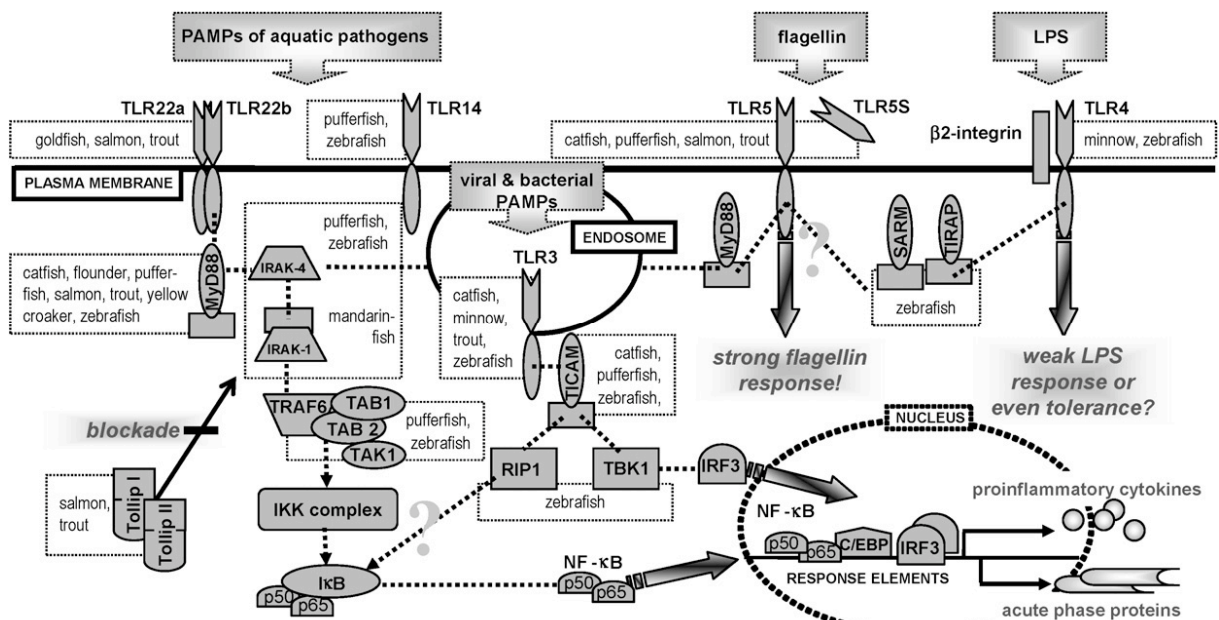 PAMPs of aquatic pathogens
flagellin
LPS
TLR22a
TLR22b
TLR14
TLR5
TLR5S
TLR4
goldfish, salmon, trout
pufferfish,
zebrafish
catfish, pufferfish, salmon, trout
β2-integrin
minnow, zebrafish
PLASMA MEMBRANE
viral & bacterial
PAMPs
ENDOSOME
pufferfish,
zebrafish
MyD88
?
SARM
TIRAP
zebrafish
TLR3
catfish, flounder, puffer-
fish, salmon, trout, yellow
croaker, zebrafish
MyD88
IRAK-4
mandarin-
fish
IRAK-1
catfish,
minnow,
trout,
zebrafish
TICAM
catfish,
pufferfish,
zebrafish,
strong flagellin
response!
weak LPS
response or
even tolerance?
blockade
TRAF6
TAB1
TAB 2
TAK1
pufferfish,
zebrafish
NUCLEUS
RIP1
TBK1
IRF3
zebrafish
salmon,
trout
Tollip I
Tollip II
IKK complex
?
NF -κB
proinflammatory cytokines
p50
p65
C/EBP
IRF3
RESPONSE ELEMENTS
IκB
p50
p65
NF -κB
p50
p65
acute phase proteins